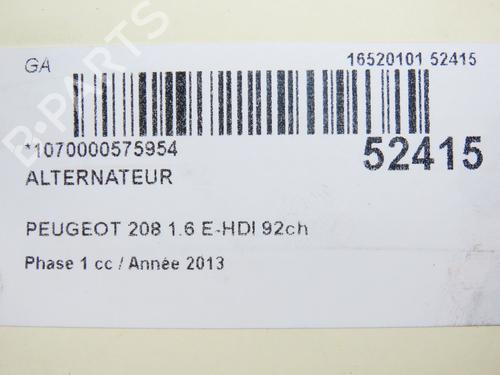 GA
16520101 52415
*1070000575954
52415
ALTERNATEUR
PEUGEOT 208 1.6 E-HDI 92ch
Phase 1 cc / Année 2013
B-PARTS